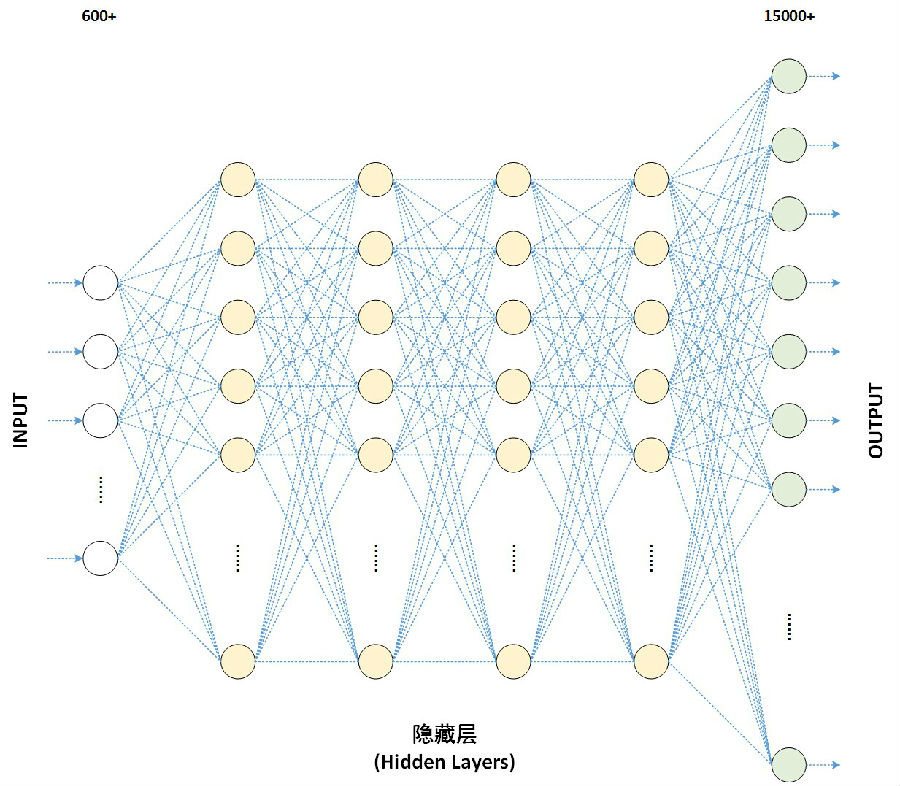 600+
15000+
INPUT
OUTPUT
隐藏层
(Hidden Layers)